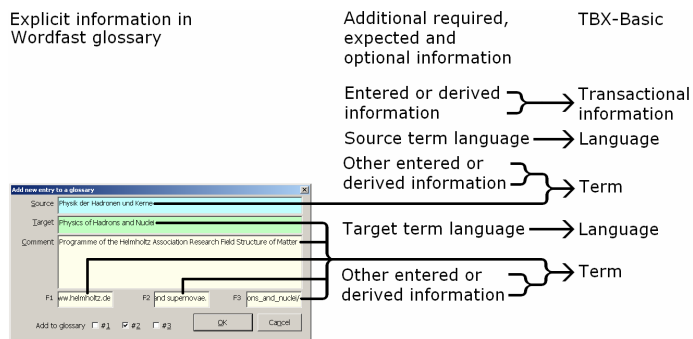 Explicit information in
Wordfast glossary
Additional required,
expected and
optional information
TBX-Basic
Entered or derived
information
Transactional
information
Source term language
Language
Other entered or
derived information
Term
Target term language
Language
Other entered or
derived information
Term
Add new entry to a glossary
Source Physik der Hadronen und Kerne
Target Physics of Hadrons and Nuclei
Comment Programme of the Helmholtz Association Research Field Structure of Matter
F1 ww.helmholtz.de F2 and supernovae. F3 ons_and_nuclei/
Add to glossary #1 #2 #3 OK Cancel